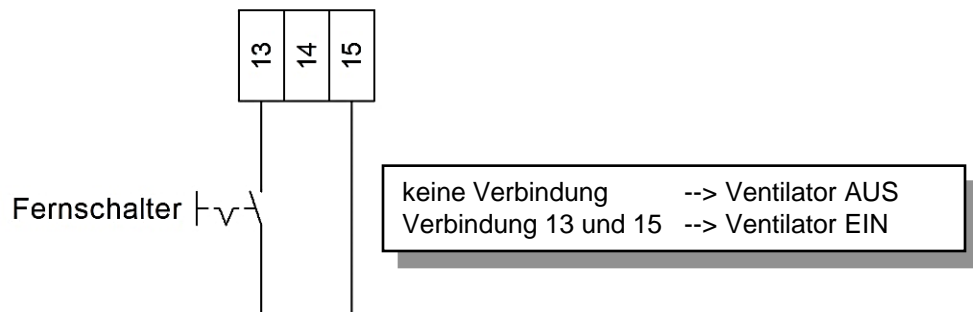 13 14 15
Fernschalter
keine Verbindung --> Ventilator AUS
Verbindung 13 und 15 --> Ventilator EIN